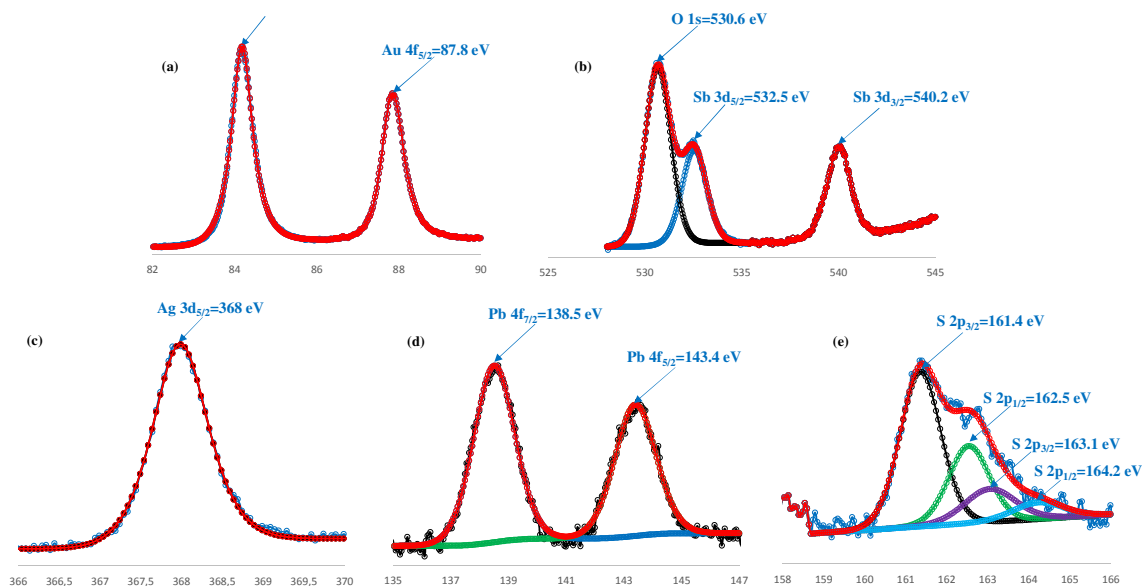 (a)
Au 4f5/2=87.8 eV
82 84 86 88 90
(b)
O 1s=530.6 eV
Sb 3d5/2=532.5 eV
Sb 3d3/2=540.2 eV
525 530 535 540 545
(c)
Ag 3d5/2=368 eV
366 366,5 367 367,5 368 368,5 369 369,5 370
(d)
Pb 4f7/2=138.5 eV
Pb 4f5/2=143.4 eV
135 137 139 141 143 145 147
(e)
S 2p3/2=161.4 eV
S 2p1/2=
162.5 eV
S 2p3/2=163.1 eV
S 2p1/2=164.2 eV
158 159 160 161 162 163 164 165 166